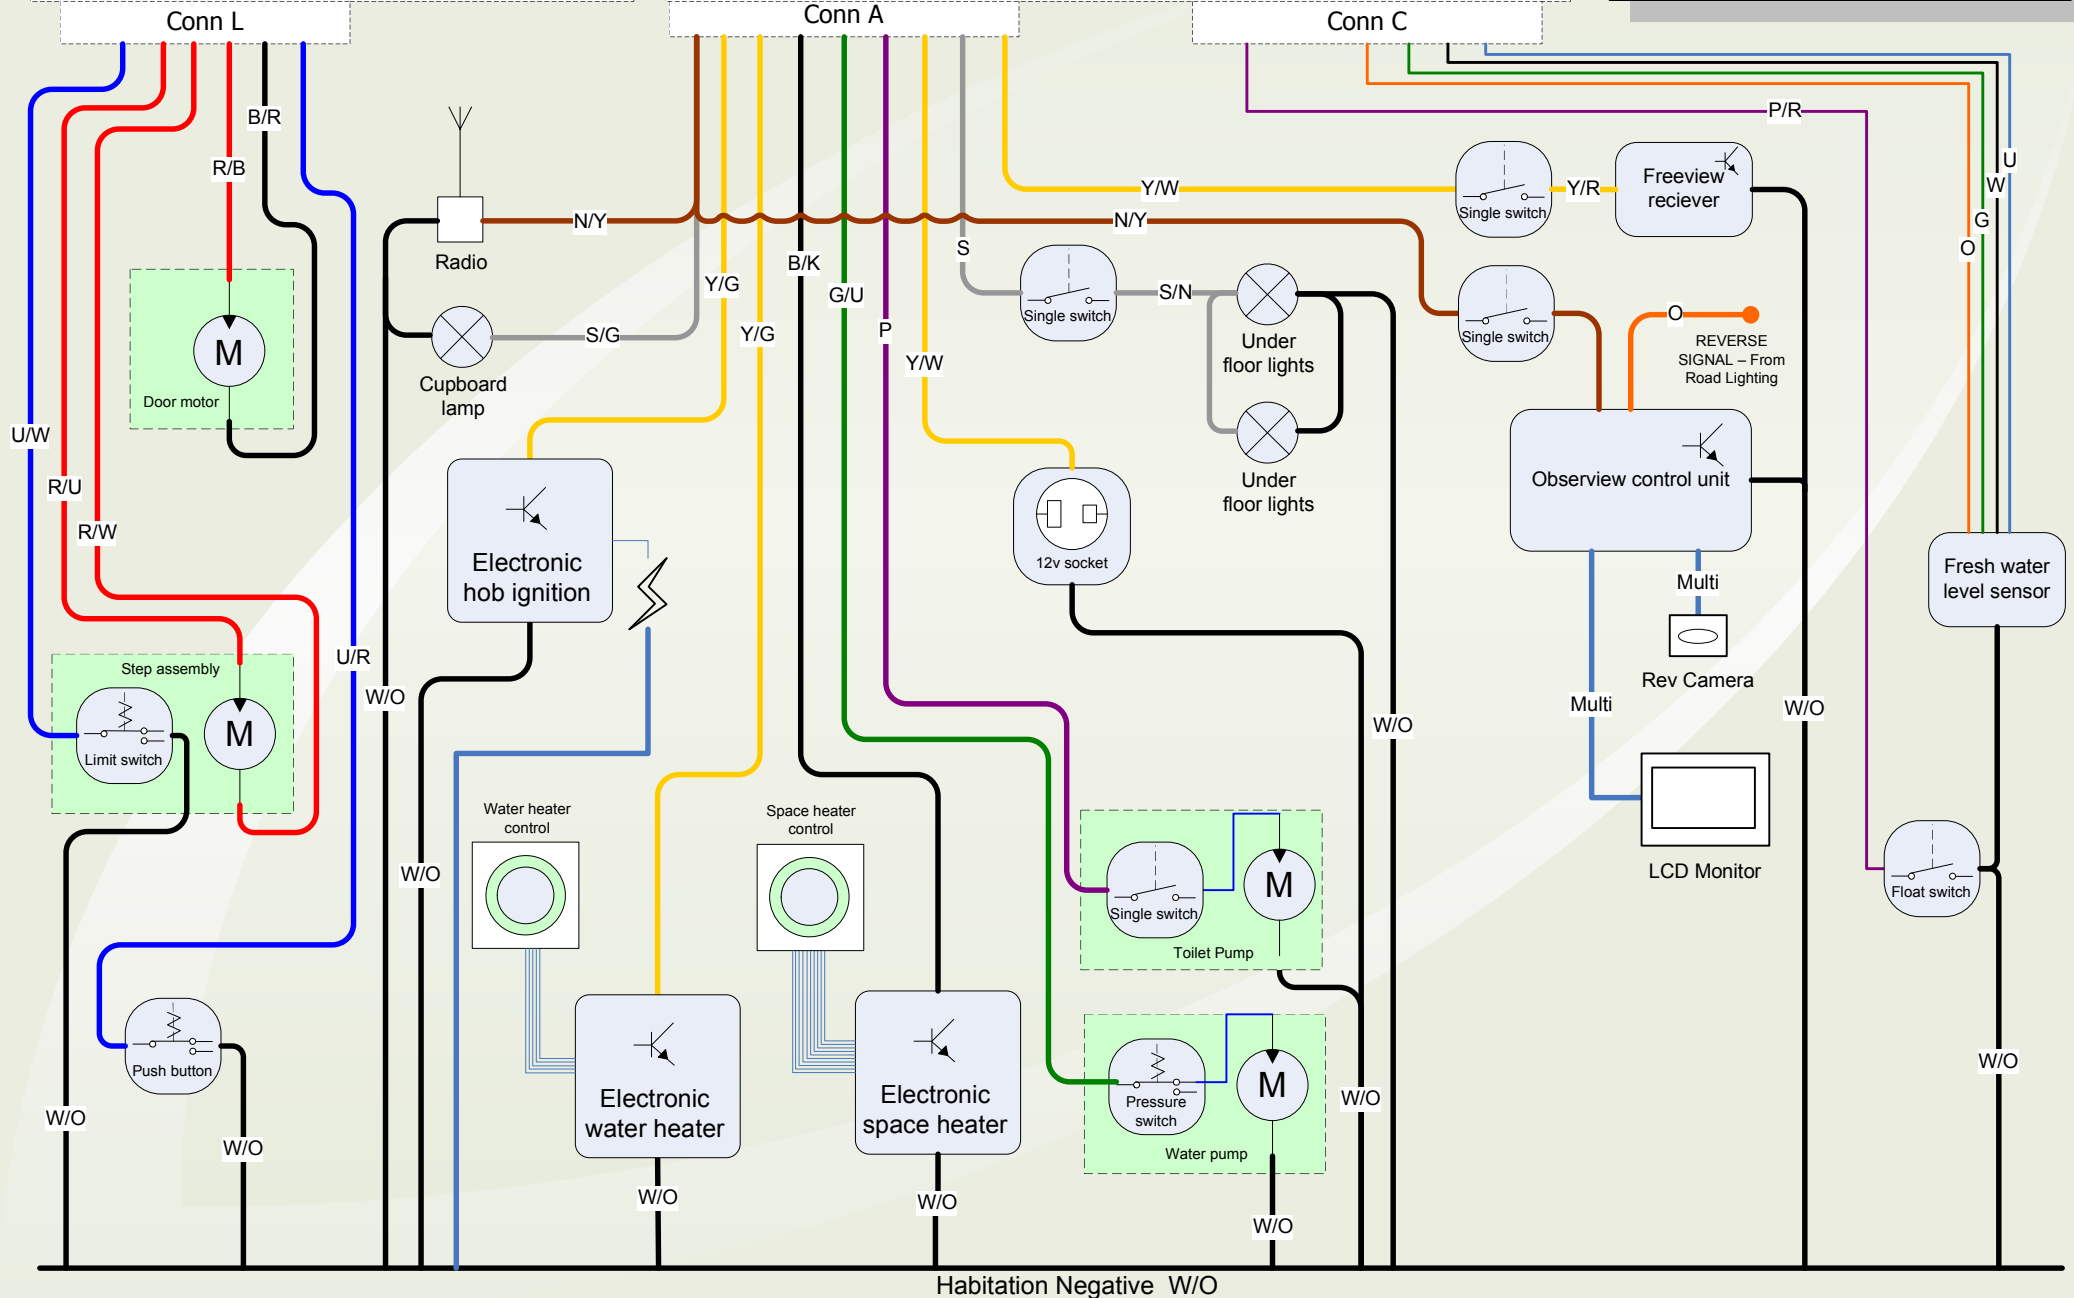 Conn L
Conn A
Conn C
B/R
P/R
R/B
Y/W
Y/R
Freeview
reciever
Single switch
U
W
G
O
N/Y
N/Y
Radio
S
B/K
Y/G
G/U
S/N
Single switch
Under
floor lights
S/G
Y/G
P
Y/W
Single switch
O
REVERSE
SIGNAL – From
Road Lighting
M
Door motor
Cupboard
lamp
U/W
R/U
R/W
Electronic
hob ignition
12v socket
Under
floor lights
Obserview control unit
Multi
Fresh water
level sensor
Step assembly
U/R
M
Limit switch
W/O
W/O
Rev Camera
Multi
W/O
LCD Monitor
Float switch
W/O
Water heater
control
Space heater
control
M
Single switch
Toilet Pump
Push button
W/O
W/O
Electronic
water heater
Electronic
space heater
M
Pressure
switch
Water pump
W/O
W/O
W/O
W/O
W/O
Habitation Negative W/O